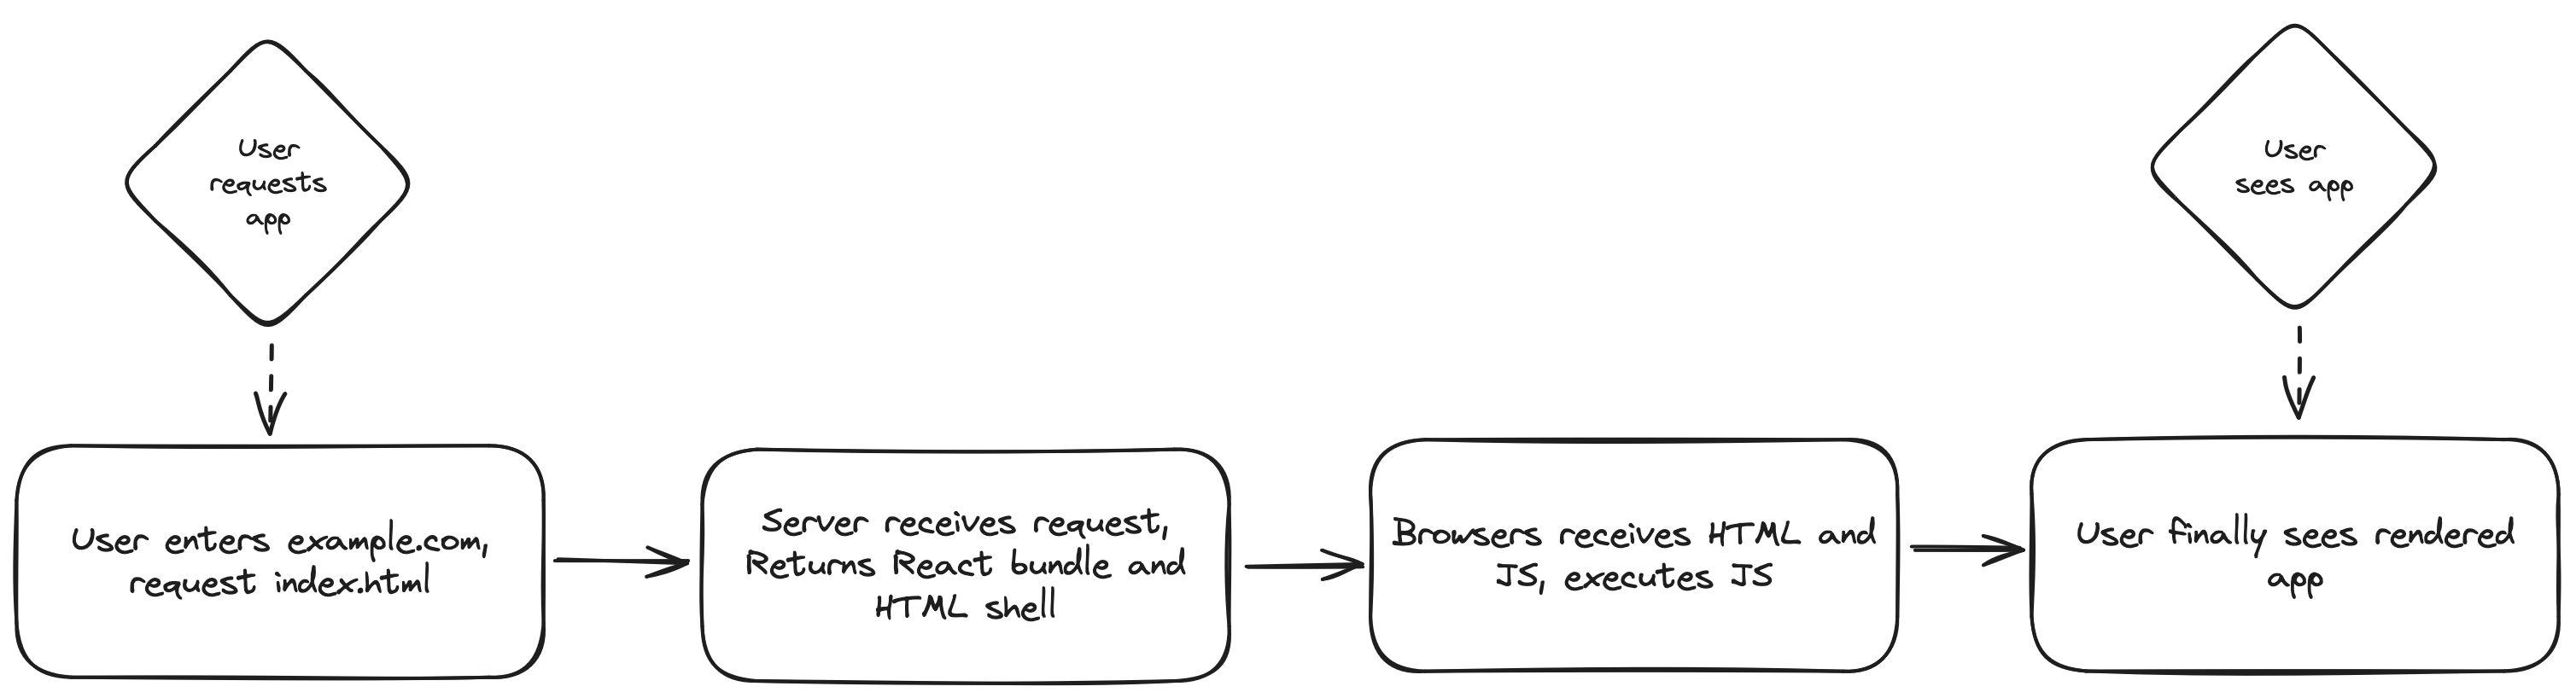 User
requests
app
User
sees app
User enters example.com,
request index.html
Server receives request,
Returns React bundle and
HTML shell
Browsers receives HTML and
JS, executes JS
User finally sees rendered
app